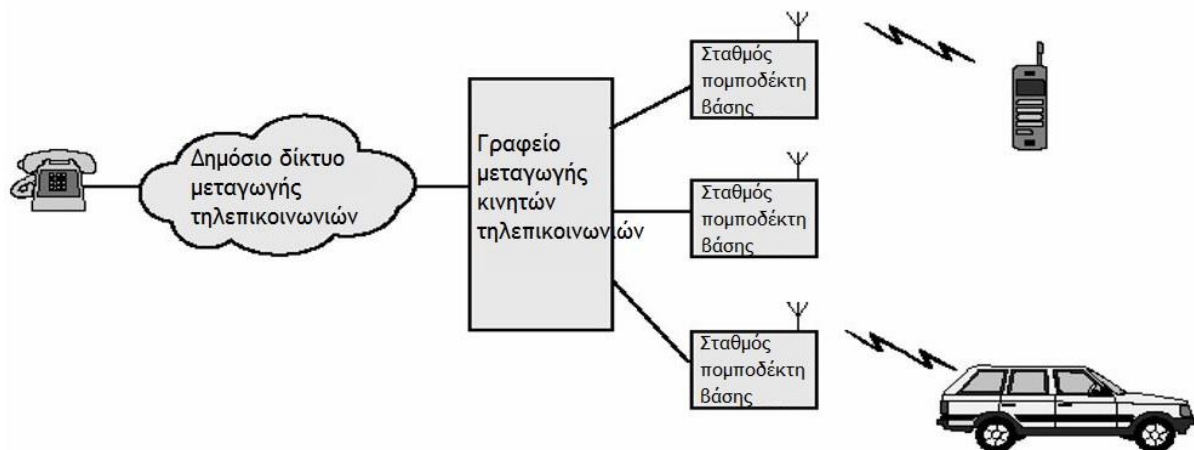 Δημόσιο δίκτυο
μεταγωγής
τηλεπικοινωνιών
Γραφείο
μεταγωγής
κινητών
τηλεπικοινωνιών
Σταθμός
πομποδέκτη
βάσης
Σταθμός
πομποδέκτη
βάσης
Σταθμός
πομποδέκτη
βάσης